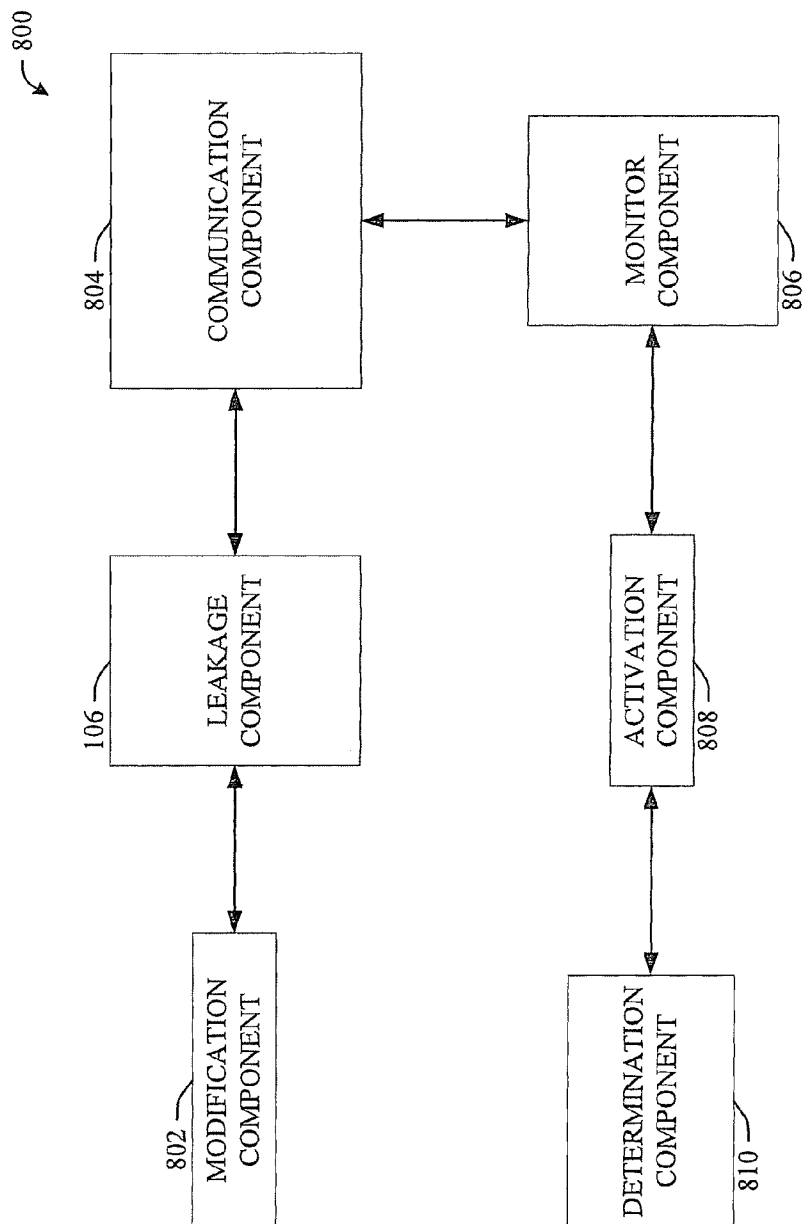 800
802
MODIFICATION
COMPONENT
106
LEAKAGE
COMPONENT
804
COMMUNICATION
COMPONENT
DETERMINATION
COMPONENT
810
ACTIVATION
COMPONENT
808
MONITOR
COMPONENT
806